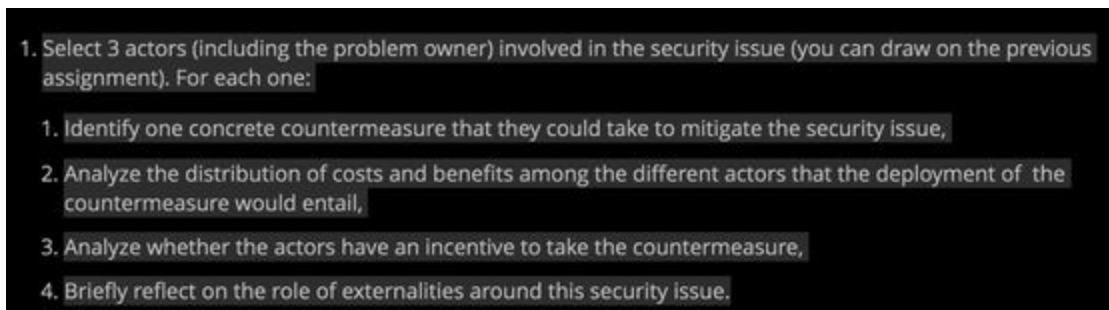 1. Select 3 actors (including the problem owner) involved in the security issue (you can draw on the previous
assignment). For each one:
1. Identify one concrete countermeasure that they could take to mitigate the security issue,
2. Analyze the distribution of costs and benefits among the different actors that the deployment of the
countermeasure would entail,
3. Analyze whether the actors have an incentive to take the countermeasure,
4. Briefly reflect on the role of externalities around this security issue.